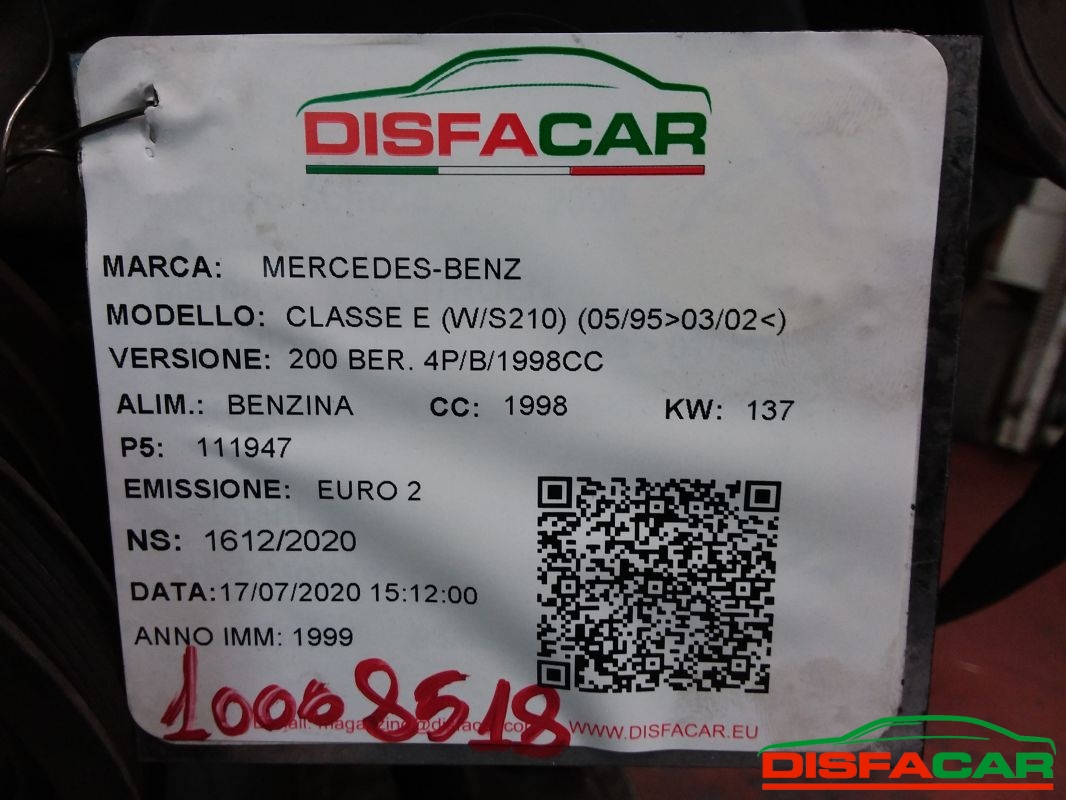 DISFACAR
MARCA: MERCEDES-BENZ
MODELLO: CLASSE E (W/S210) (05/95>03/02<)
VERSIONE: 200 BER. 4P/B/1998CC
ALIM.: BENZINA CC: 1998 KW: 137
P5: 111947
EMISSIONE: EURO 2
NS: 1612/2020
DATA:17/07/2020 15:12:00
ANNO IMM: 1999
10068518
WWW.DISFACAR.EU
DISFACAR